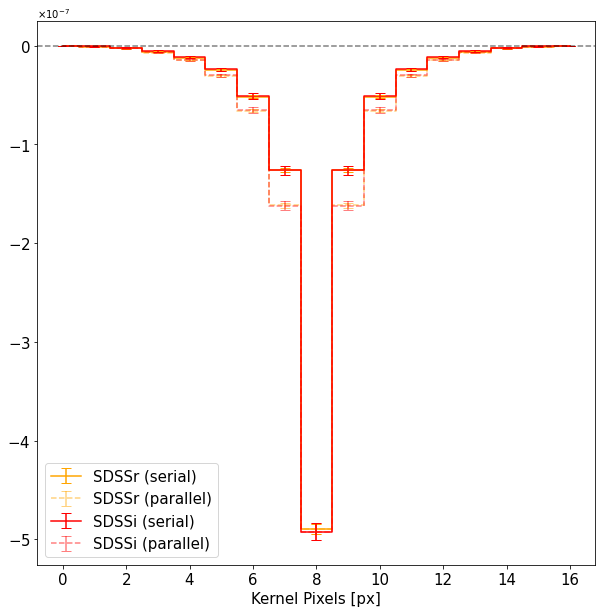 ×10⁻⁷
0
−1
−2
−3
−4
−5
SDSSr (serial)
SDSSr (parallel)
SDSSi (serial)
SDSSi (parallel)
0 2 4 6 8 10 12 14 16
Kernel Pixels [px]